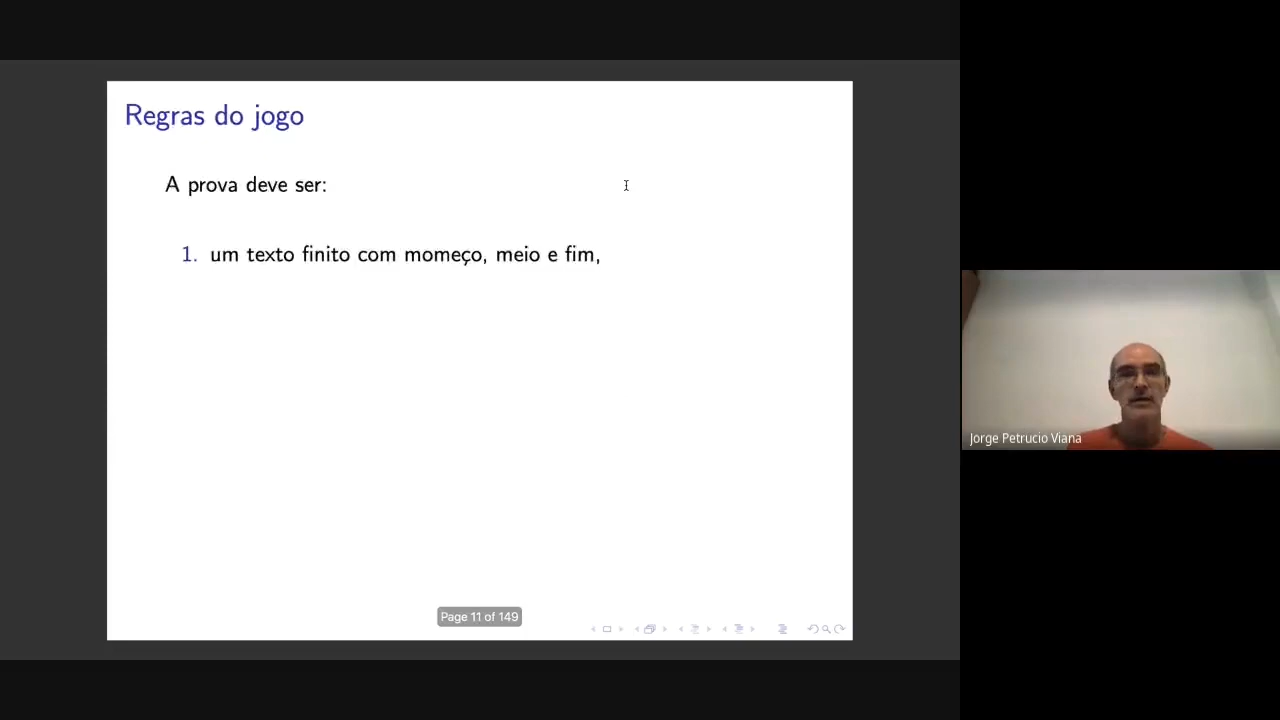 Regras do jogo
A prova deve ser:
1. um texto finito com momeço, meio e fim,
Page 11 of 149
Jorge Petrucio Viana